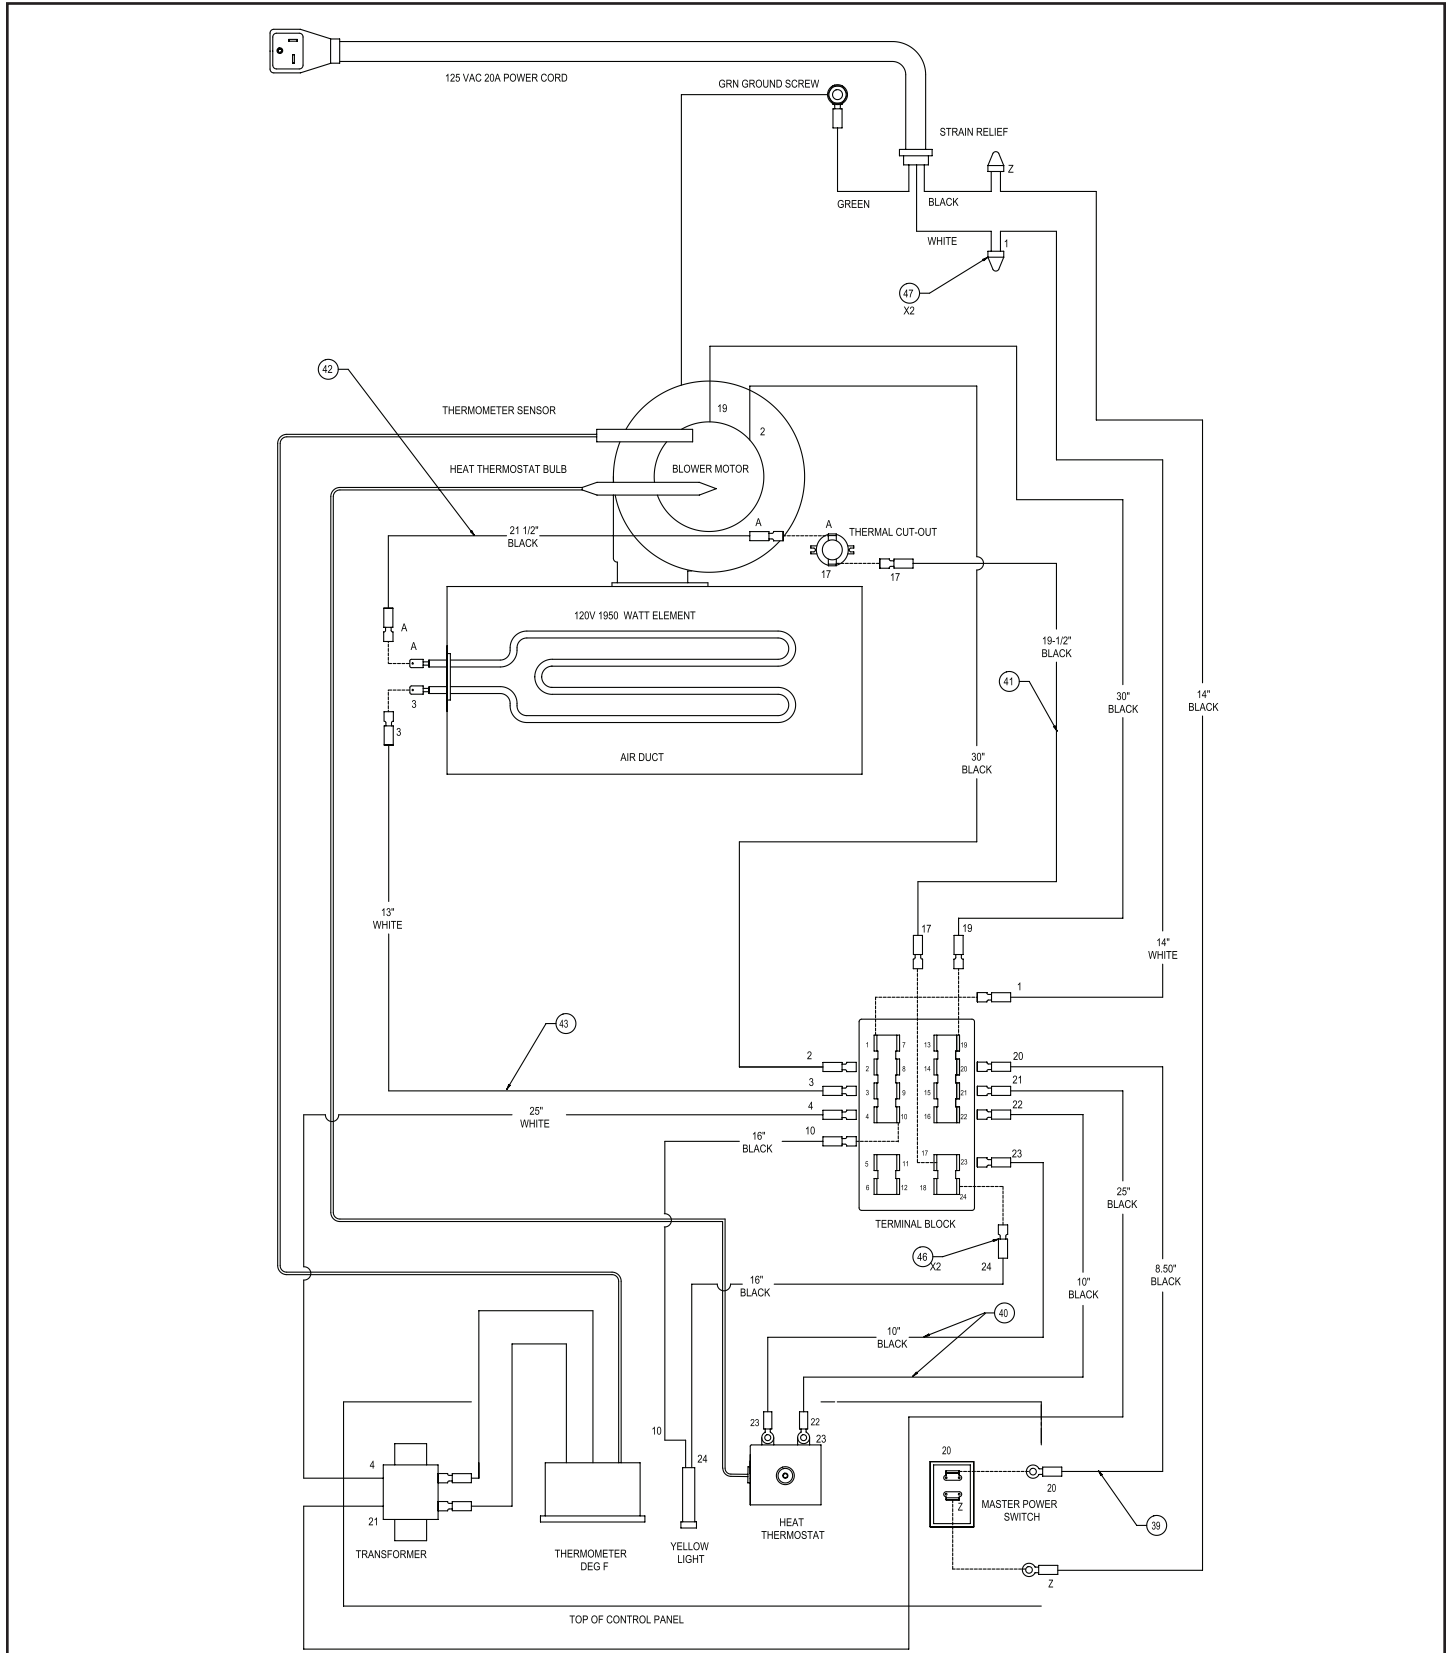 125 VAC 20A POWER CORD
GRN GROUND SCREW
STRAIN RELIEF
Z
GREEN
BLACK
WHITE
1
47
X2
42
THERMOMETER SENSOR
19
2
HEAT THERMOSTAT BULB
BLOWER MOTOR
21 1/2"
BLACK
A
A
THERMAL CUT-OUT
17
17
120V 1950 WATT ELEMENT
A
A
3
3
AIR DUCT
19-1/2"
BLACK
41
30"
BLACK
14"
BLACK
30"
BLACK
13"
WHITE
17
19
14"
WHITE
1
43
2
3
4
10
25"
WHITE
16"
BLACK
1
7
2
8
3
9
4
10
5
11
6
12
13
19
14
20
15
21
16
22
17
23
18
24
20
21
22
23
TERMINAL BLOCK
25"
BLACK
46
X2
24
16"
BLACK
10"
BLACK
8.50"
BLACK
40
10"
BLACK
10
24
23
22
23
4
21
TRANSFORMER
THERMOMETER
DEG F
YELLOW
LIGHT
HEAT
THERMOSTAT
20
Z
20
MASTER POWER
SWITCH
39
Z
TOP OF CONTROL PANEL